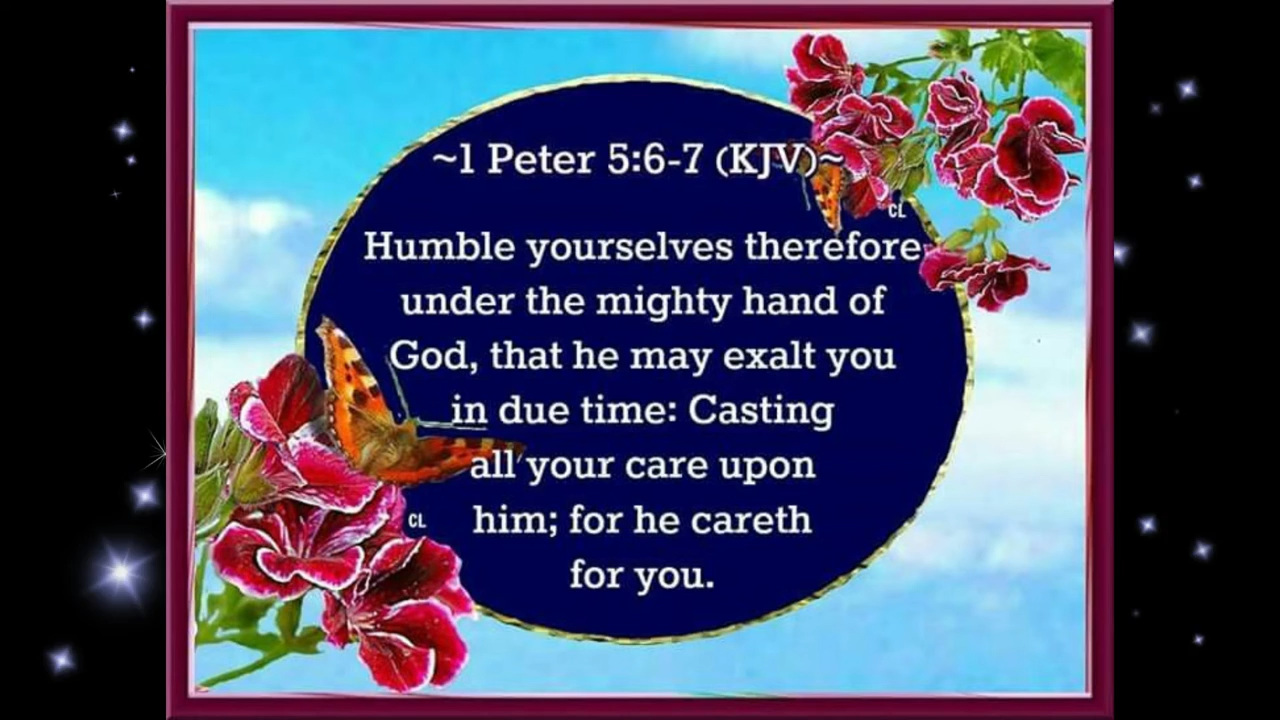 ~1 Peter 5:6-7 (KJV)~
CL
Humble yourselves therefore
under the mighty hand of
God, that he may exalt you
in due time: Casting
all your care upon
him; for he careth
CL
for you.